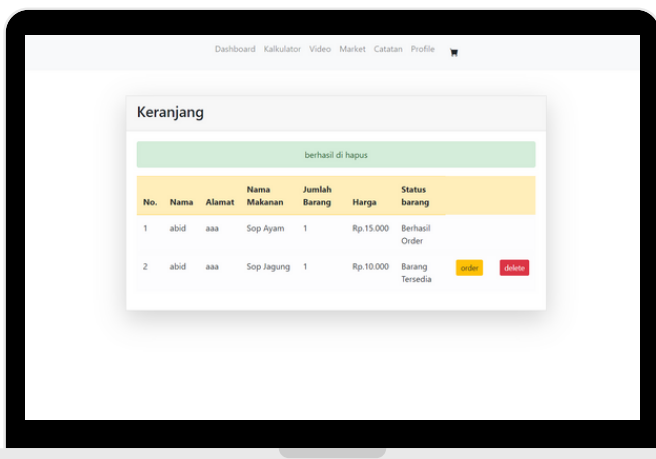 Dashboard Kalkulator Video Market Catatan Profile
Keranjang
berhasil di hapus
No. Nama Alamat Nama Makanan Jumlah Barang Harga Status barang
1 abid aaa Sop Ayam 1 Rp.15.000 Berhasil Order
2 abid aaa Sop Jagung 1 Rp.10.000 Barang Tersedia order delete